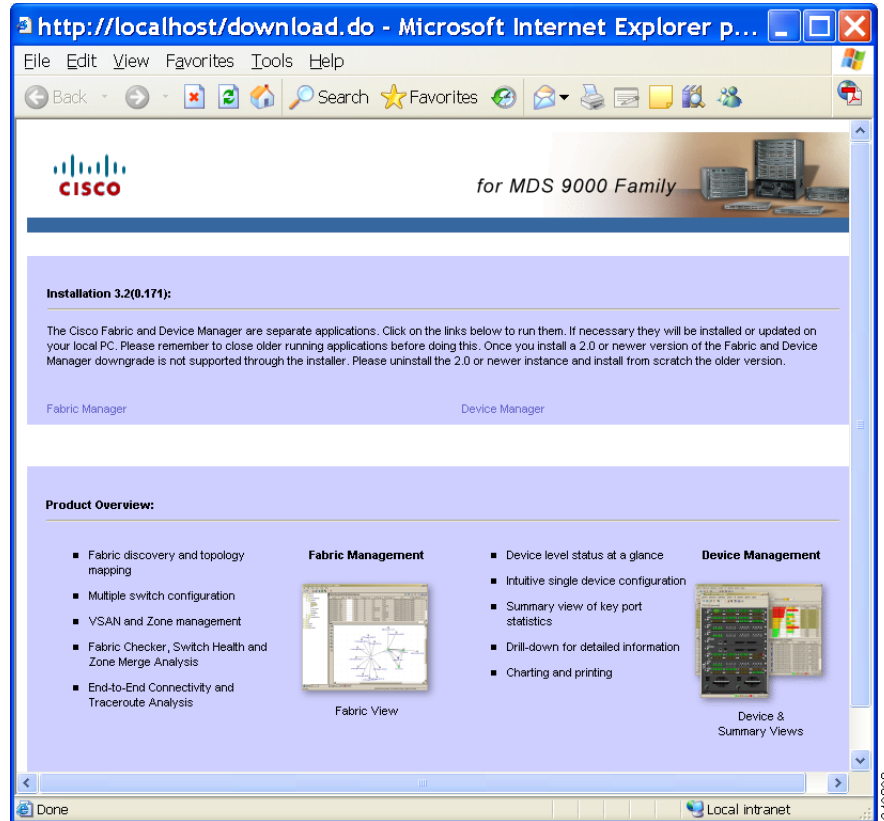 http://localhost/download.do - Microsoft Internet Explorer p...
File Edit View Favorites Tools Help
Back Search Favorites
CISCO
for MDS 9000 Family
Installation 3.2(0.171):
The Cisco Fabric and Device Manager are separate applications. Click on the links below to run them. If necessary they will be installed or updated on
your local PC. Please remember to close older running applications before doing this. Once you install a 2.0 or newer version of the Fabric and Device
Manager downgrade is not supported through the installer. Please uninstall the 2.0 or newer instance and install from scratch the older version.
Fabric Manager
Device Manager
Product Overview:
Fabric discovery and topology
mapping
Multiple switch configuration
VSAN and Zone management
Fabric Checker, Switch Health and
Zone Merge Analysis
End-to-End Connectivity and
Traceroute Analysis
Fabric Management
Fabric View
Device level status at a glance
Intuitive single device configuration
Summary view of key port
statistics
Drill-down for detailed information
Charting and printing
Device Management
Device &
Summary Views
Done
Local intranet